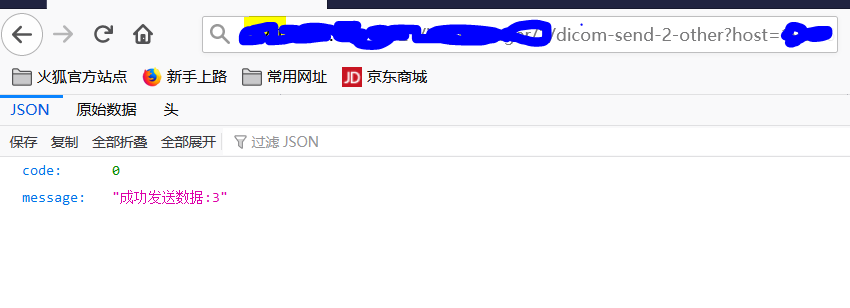 /dicom-send-2-other?host=
火狐官方站点 新手上路 常用网址 JD 京东商城
JSON 原始数据 头
保存 复制 全部折叠 全部展开 过滤 JSON
code: 0
message: "成功发送数据:3"